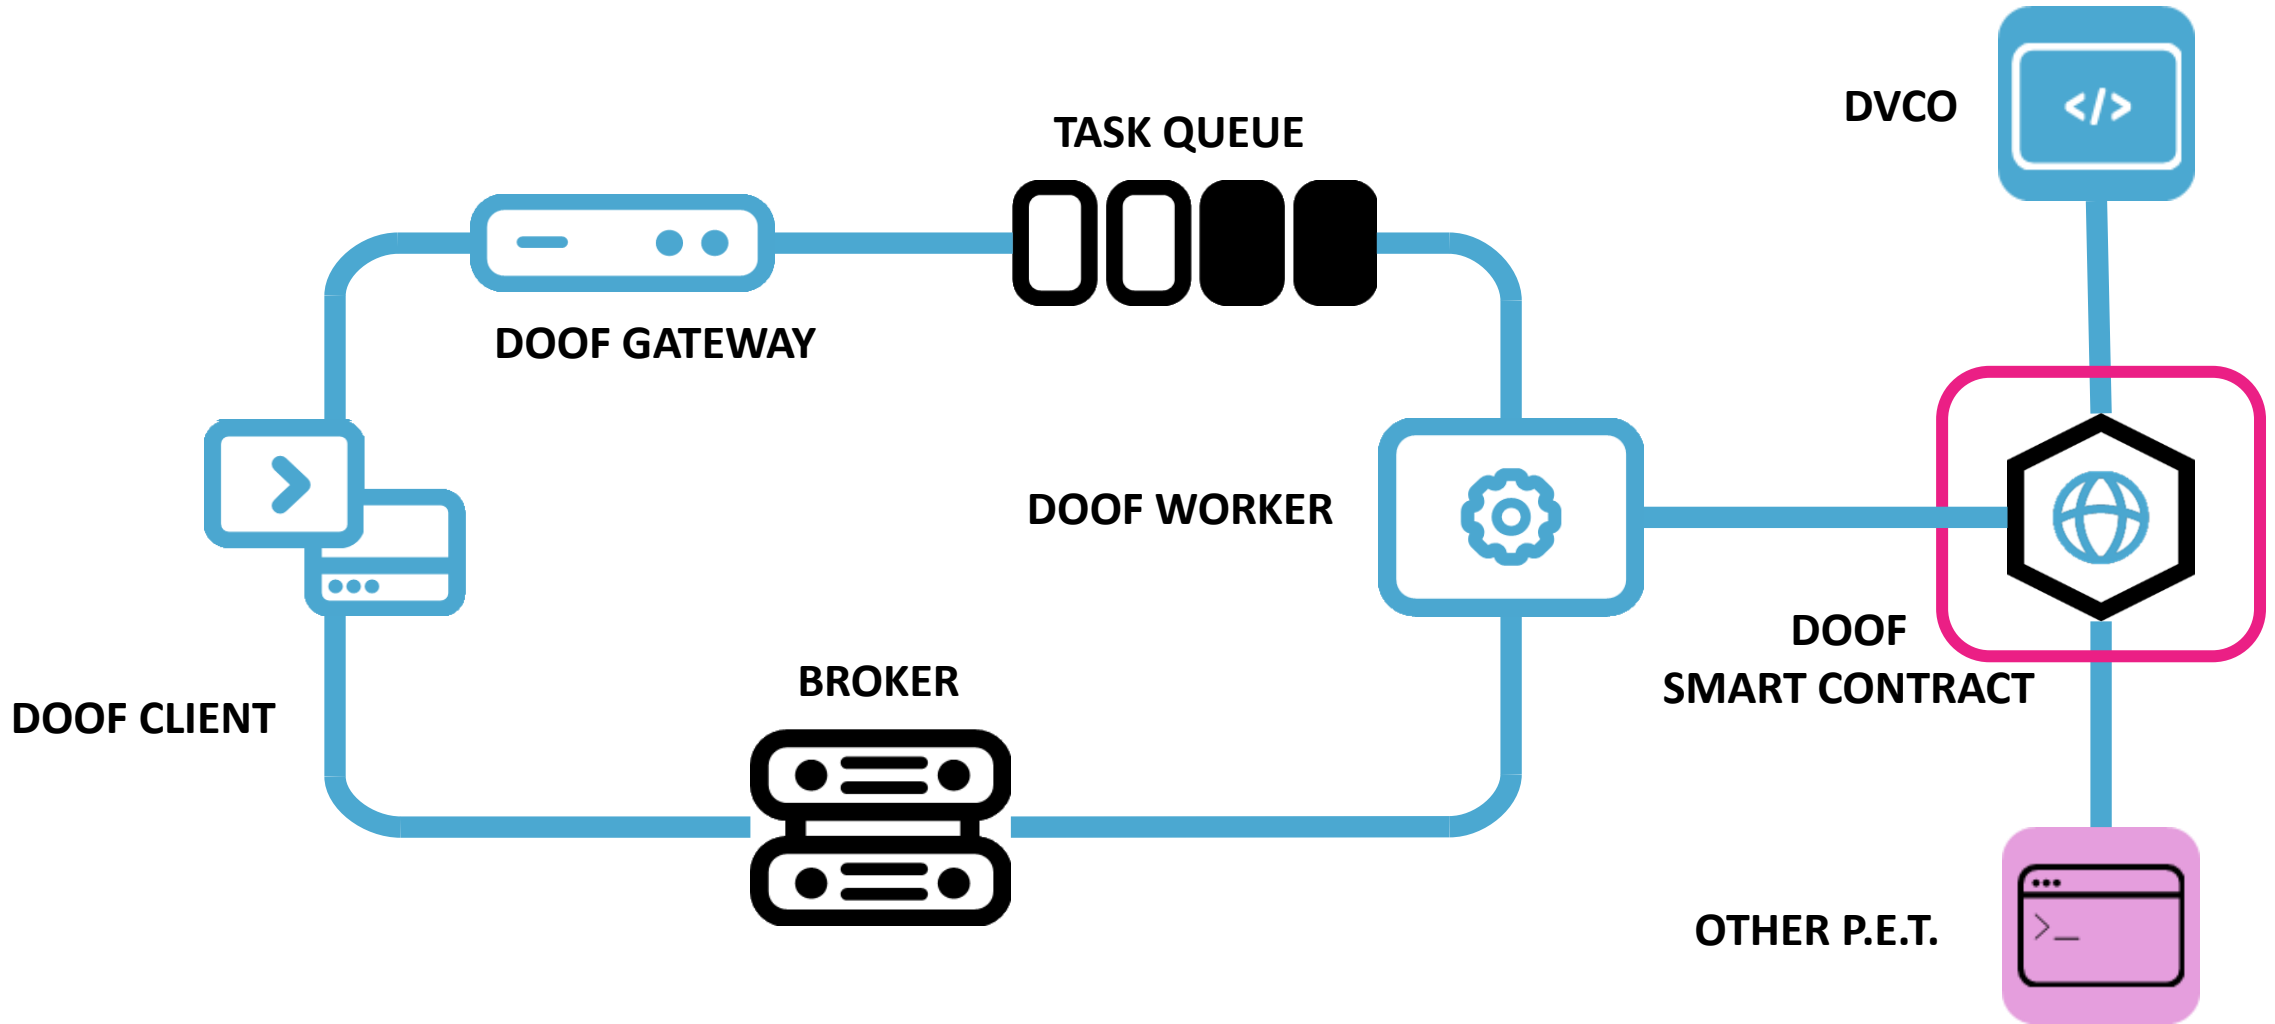 DVCO
TASK QUEUE
DOOF GATEWAY
</>
DOOF WORKER
DOOF
SMART CONTRACT
BROKER
DOOF CLIENT
OTHER P.E.T.
>_